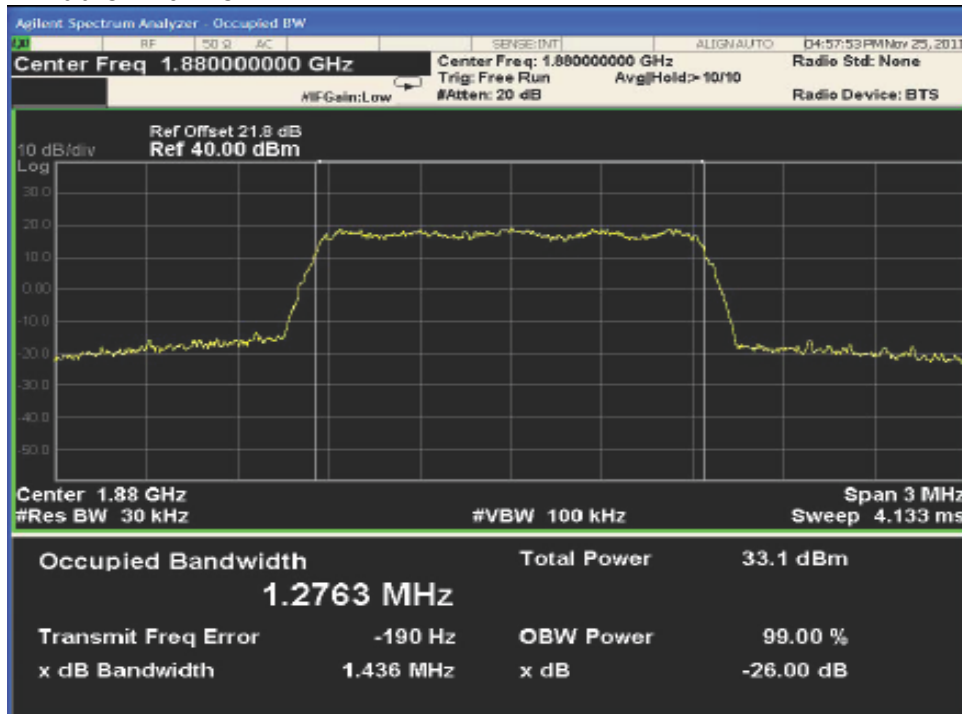 Agilent Spectrum Analyzer - Occupied BW
RF 50 Ω AC SENSE:INT ALIGNAUTO 04:57:53 PM Nov 25, 2011
Center Freq 1.880000000 GHz
Center Freq: 1.880000000 GHz
Radio Std: None
Trig: Free Run Avg|Hold:> 10/10
#IFGain:Low
#Atten: 20 dB
Radio Device: BTS
Ref Offset 21.8 dB
10 dB/div Ref 40.00 dBm
Log
30.0
20.0
10.0
0.00
-10.0
-20.0
-30.0
-40.0
-50.0
Center 1.88 GHz Span 3 MHz
#Res BW 30 kHz #VBW 100 kHz Sweep 4.133 ms
Occupied Bandwidth Total Power 33.1 dBm
1.2763 MHz
Transmit Freq Error -190 Hz OBW Power 99.00 %
x dB Bandwidth 1.436 MHz x dB -26.00 dB